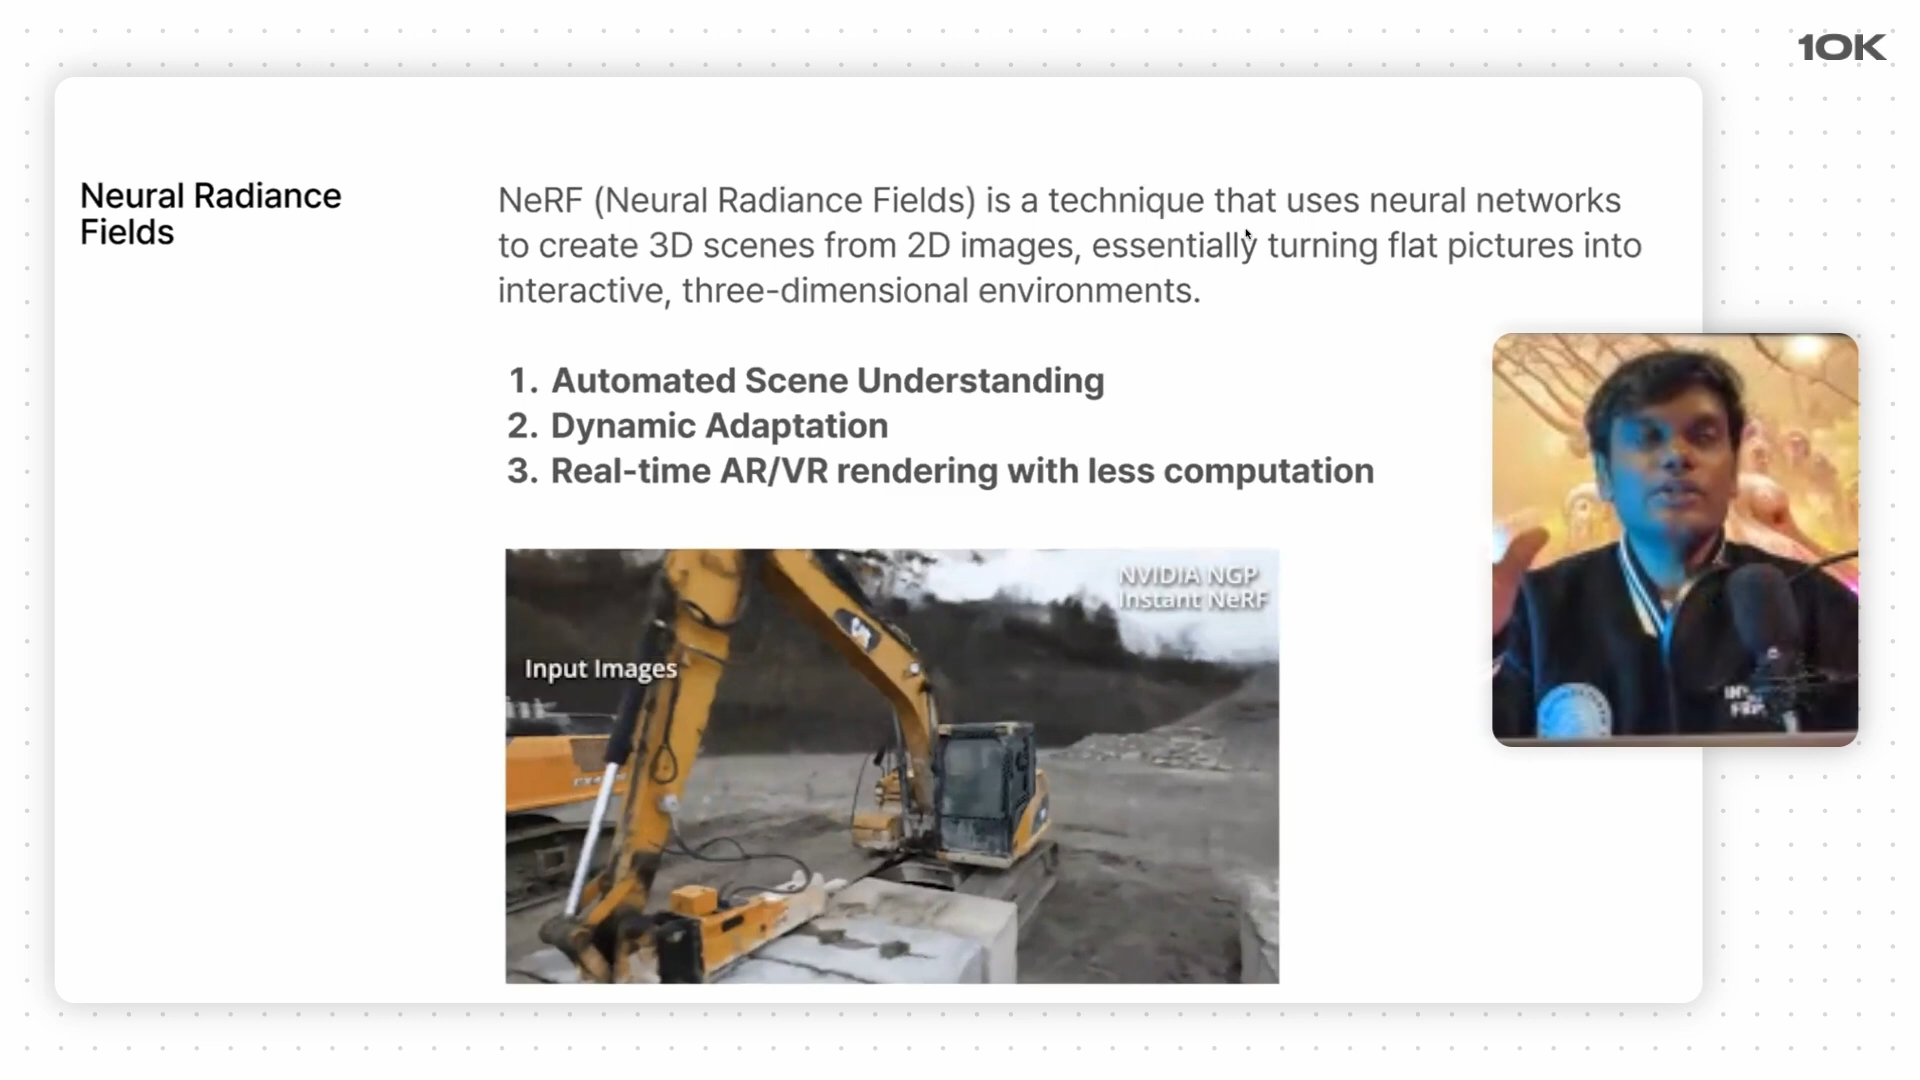 10K
Neural Radiance
Fields
NeRF (Neural Radiance Fields) is a technique that uses neural networks
to create 3D scenes from 2D images, essentially turning flat pictures into
interactive, three-dimensional environments.
1. Automated Scene Understanding
2. Dynamic Adaptation
3. Real-time AR/VR rendering with less computation
NVIDIA NGP
Instant NeRF
Input Images